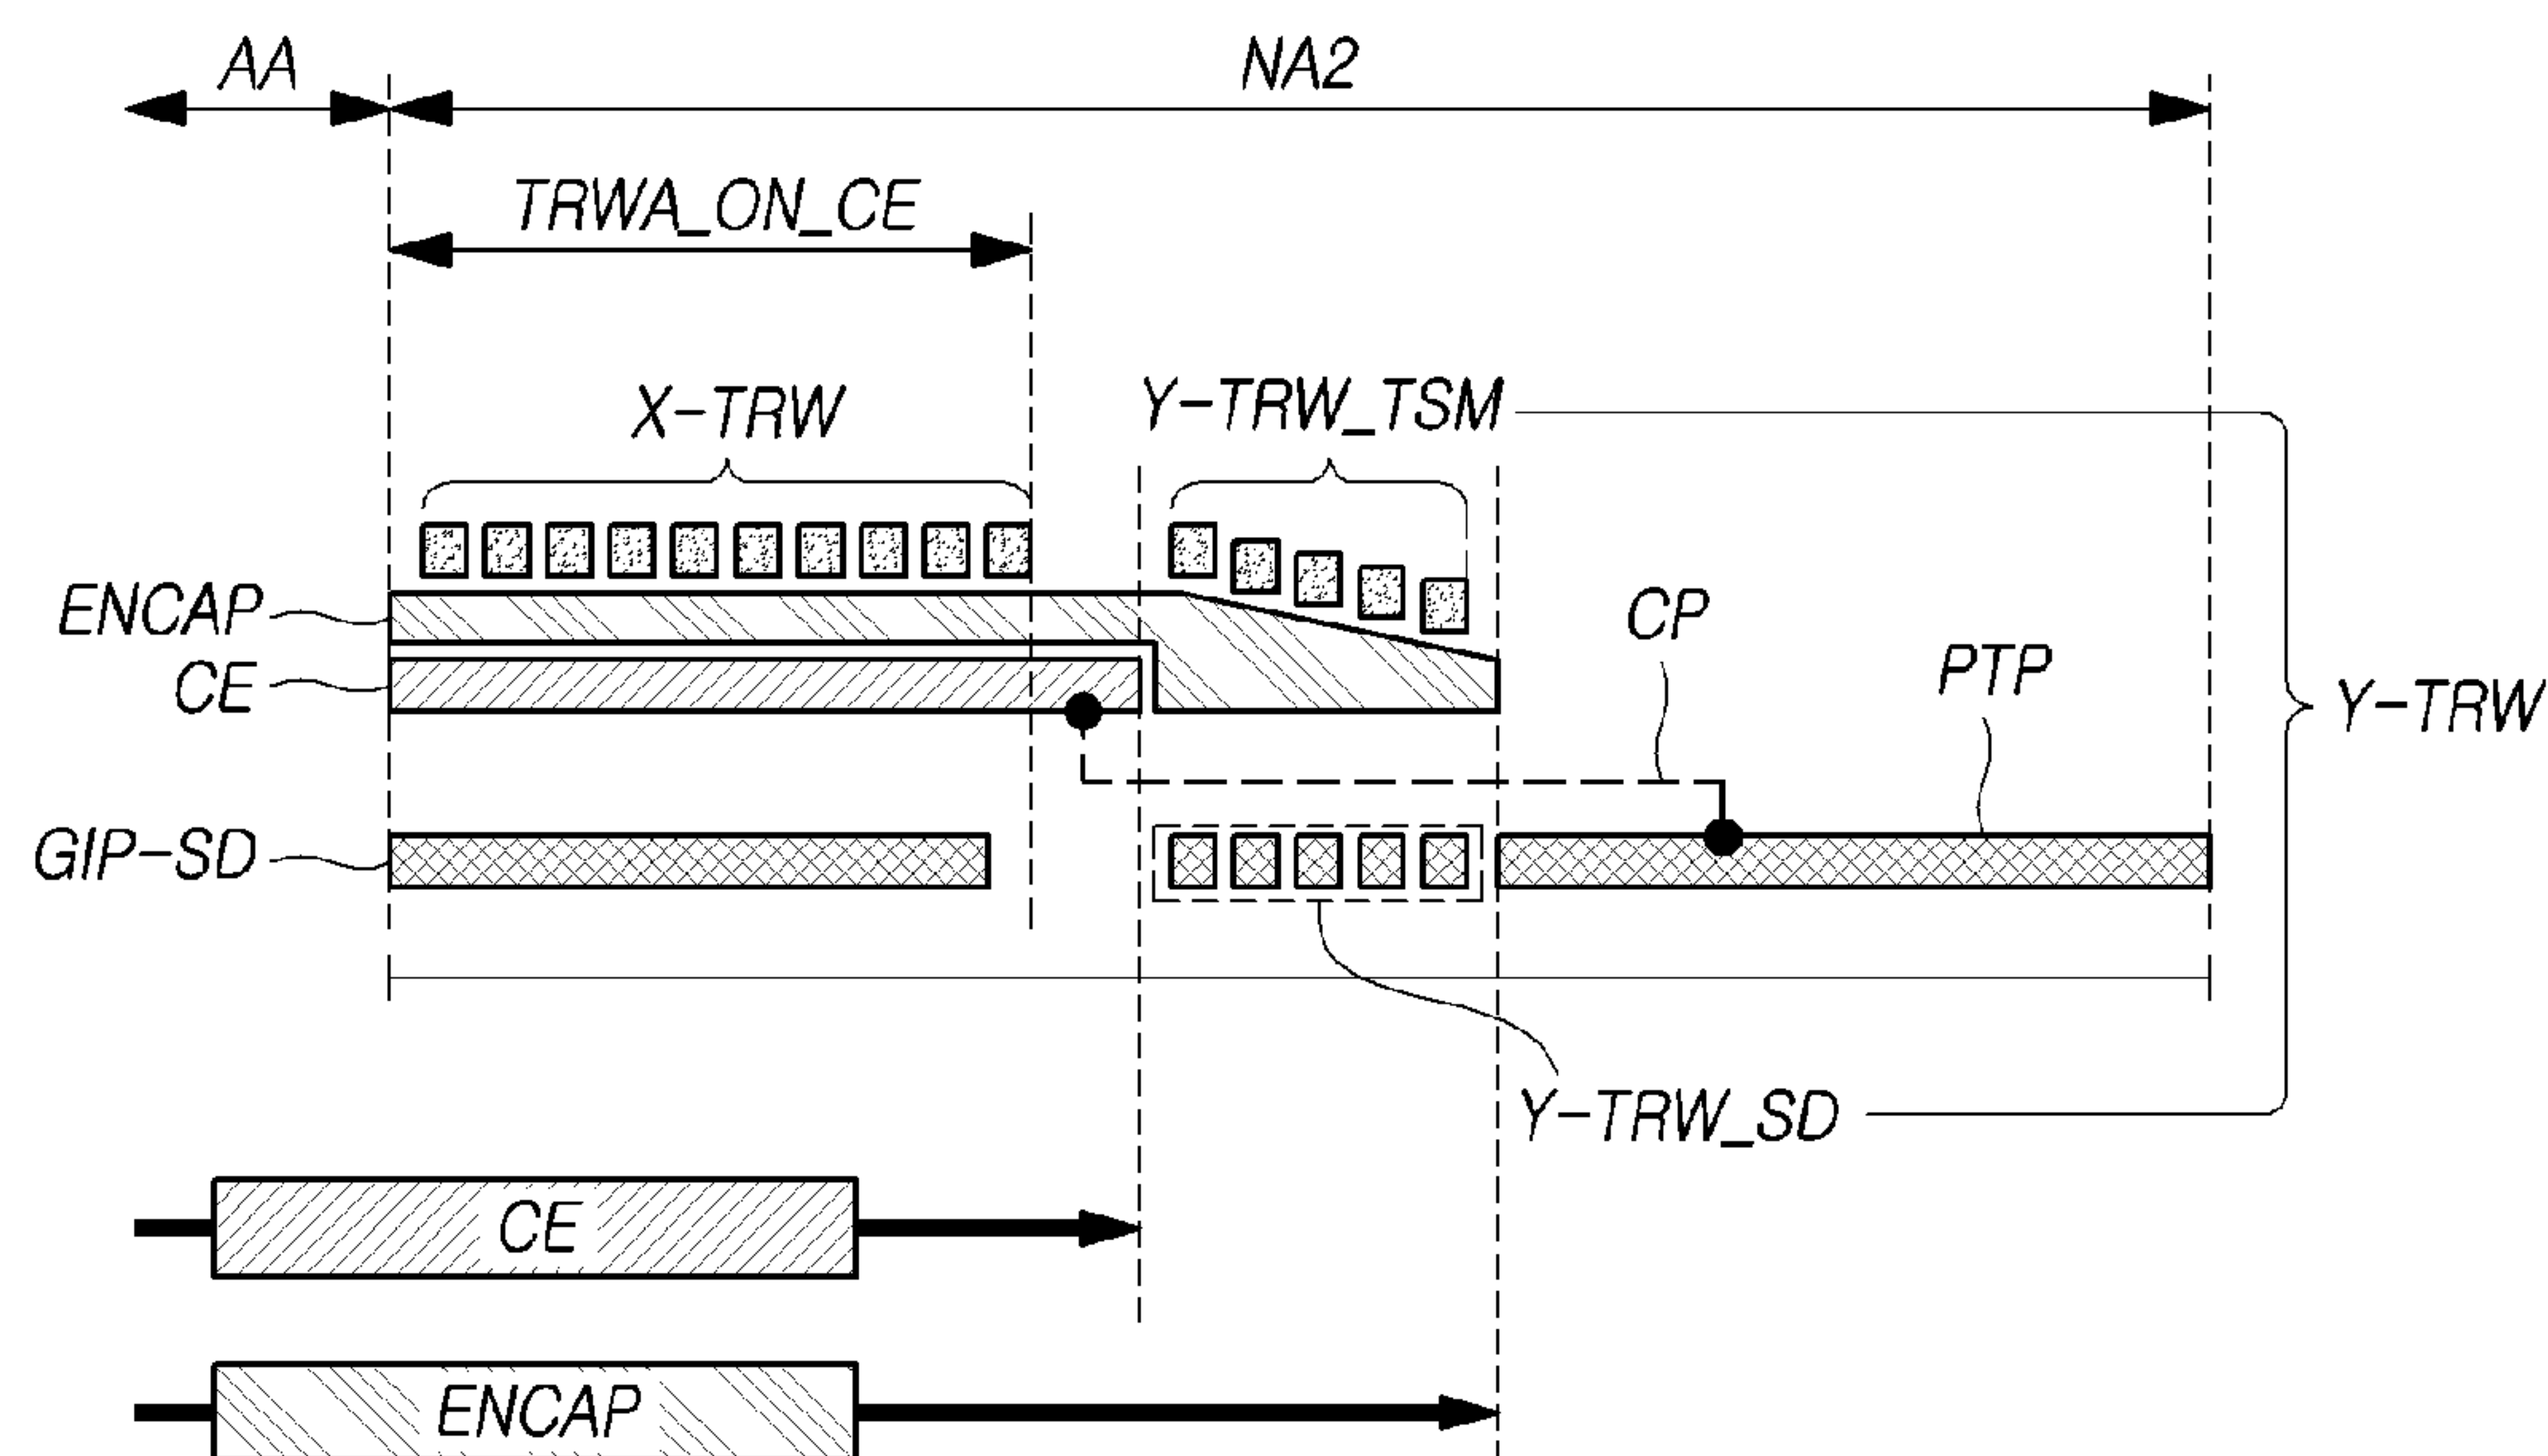 AA
NA2
TRWA_ON_CE
X-TRW
Y-TRW_TSM
ENCAP
CE
CP
PTP
Y-TRW
GIP-SD
Y-TRW_SD
CE
ENCAP